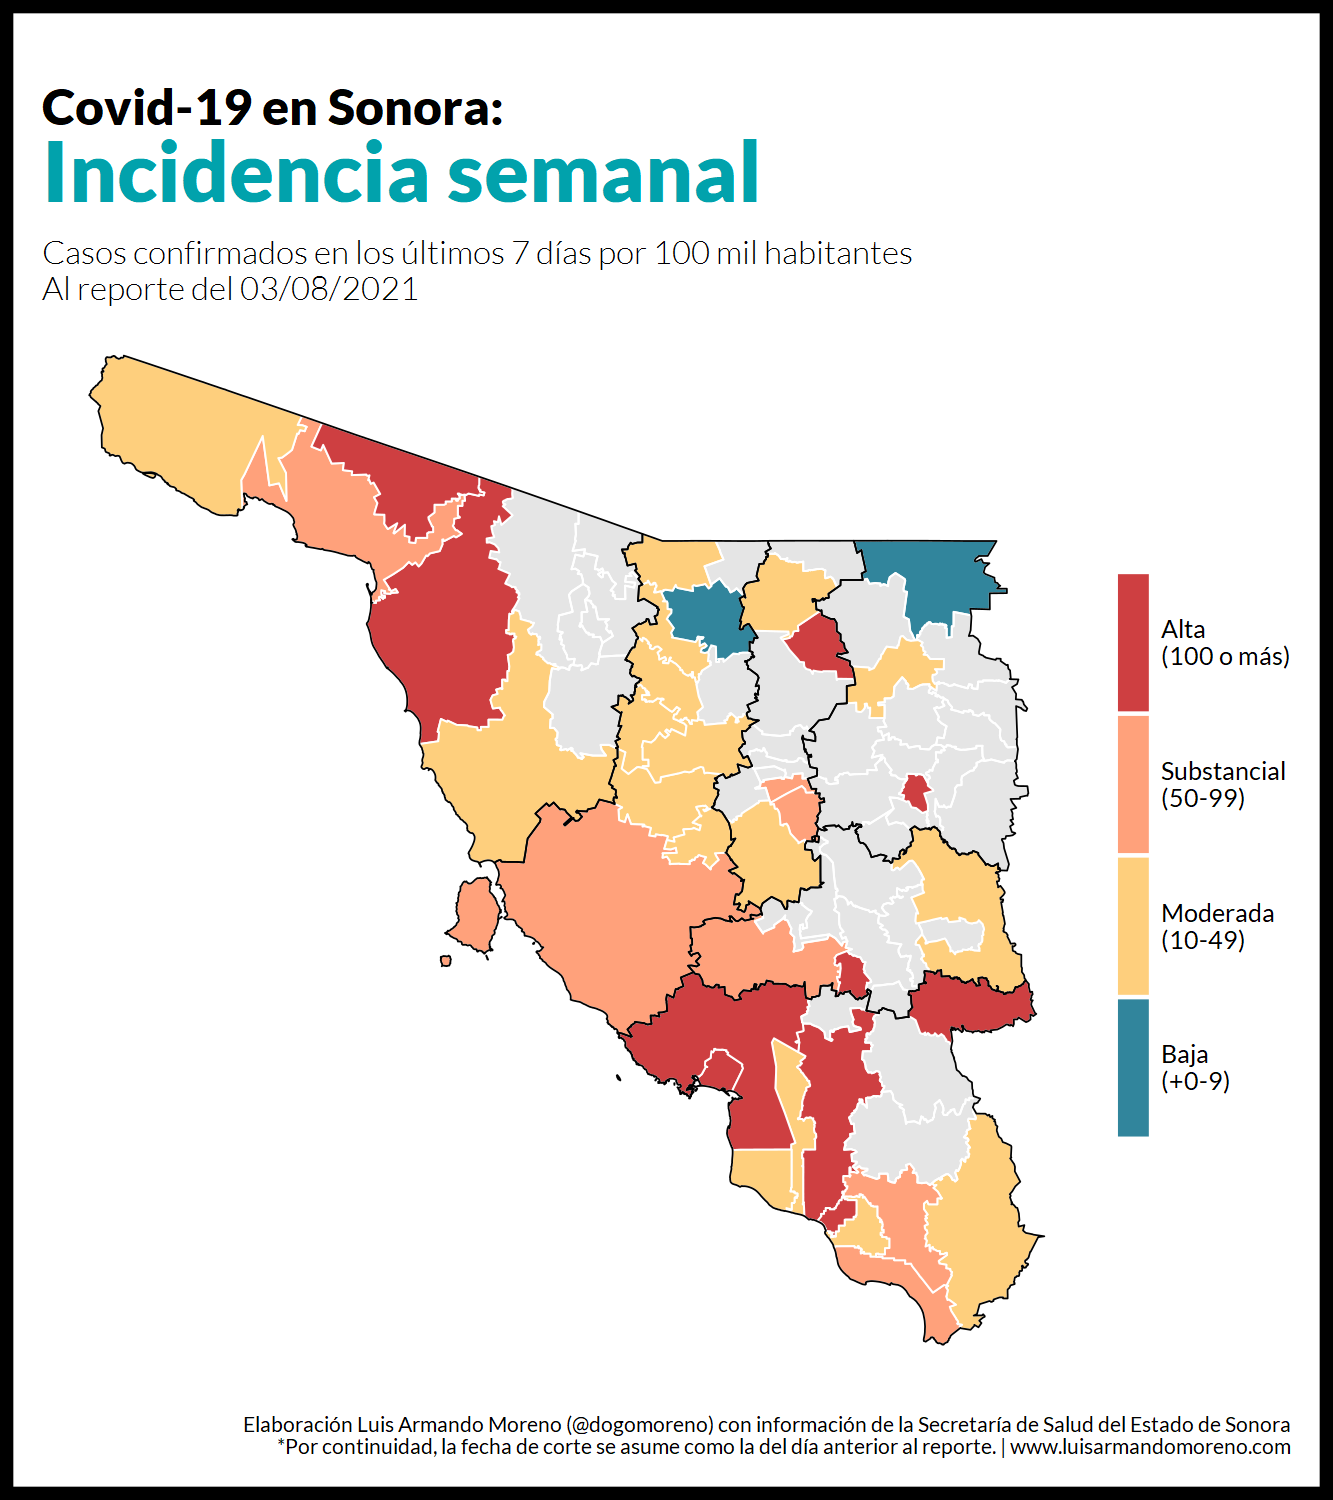 Covid-19 en Sonora:
Incidencia semanal
Casos confirmados en los últimos 7 días por 100 mil habitantes
Al reporte del 03/08/2021
Alta
(100 o más)
Substancial
(50-99)
Moderada
(10-49)
Baja
(+0-9)
Elaboración Luis Armando Moreno (@dogomoreno) con información de la Secretaría de Salud del Estado de Sonora
*Por continuidad, la fecha de corte se asume como la del día anterior al reporte. | www.luisarmandomoreno.com